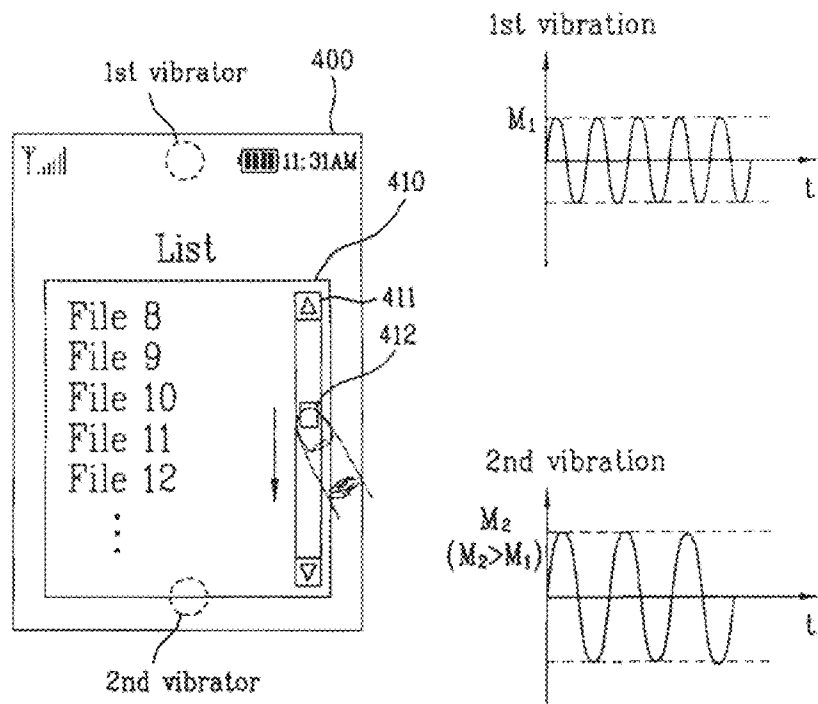 1st vibrator
400
11:31AM
410
List
411
412
File 8
File 9
File 10
File 11
File 12
2nd vibrator
1st vibration
M₁
t
2nd vibration
M₂
(M₂>M₁)
t